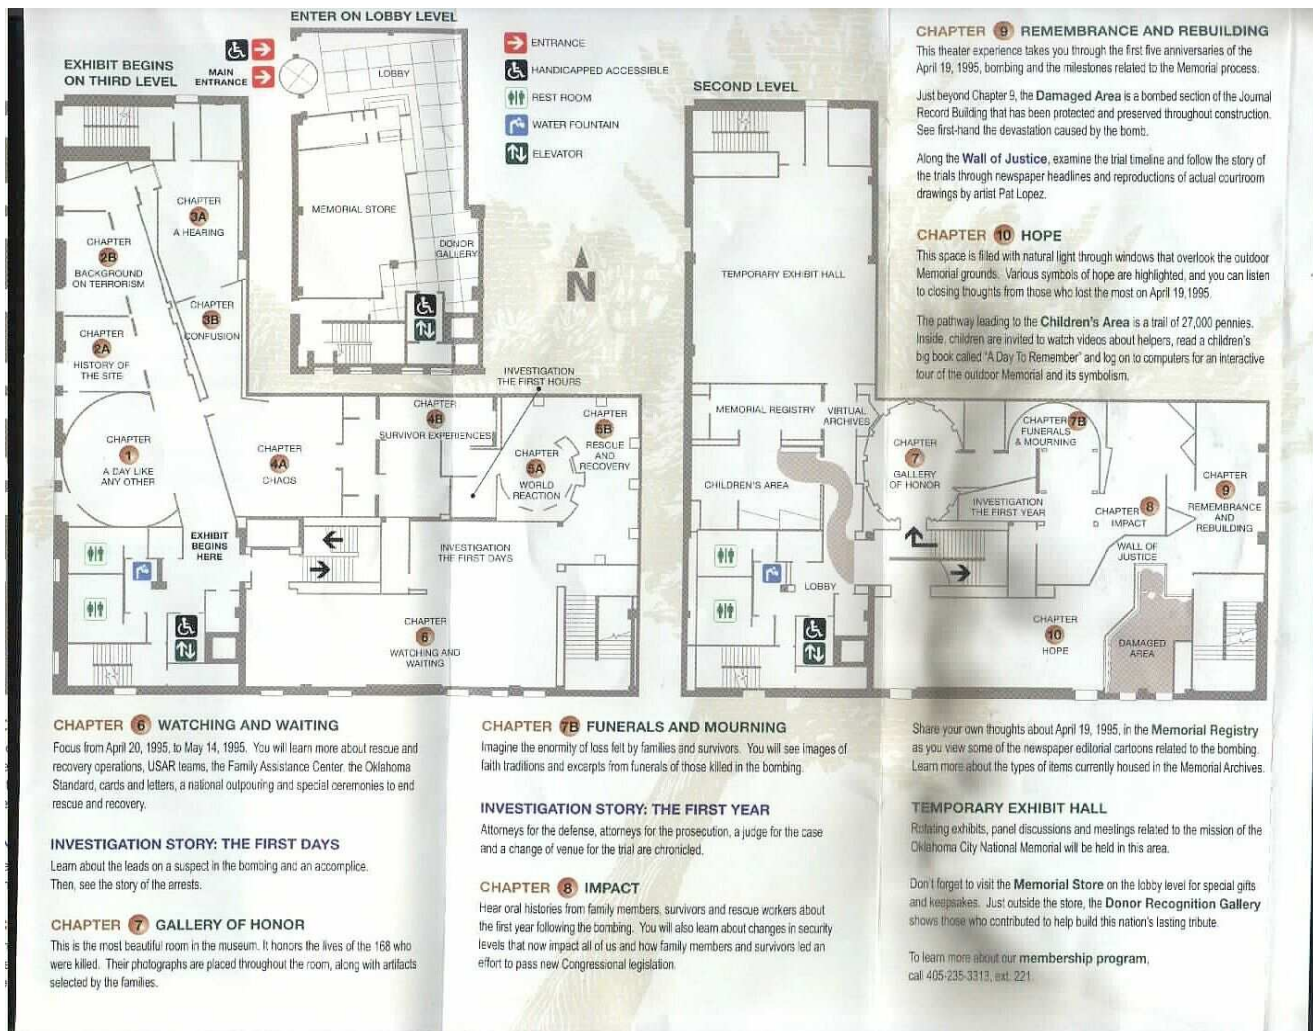 ENTER ON LOBBY LEVEL
EXHIBIT BEGINS
ON THIRD LEVEL
MAIN
ENTRANCE
LOBBY
MEMORIAL STORE
DONOR
GALLERY
ENTRANCE
HANDICAPPED ACCESSIBLE
REST ROOM
WATER FOUNTAIN
ELEVATOR
N
CHAPTER
3A
A HEARING
CHAPTER
2B
BACKGROUND
ON TERRORISM
CHAPTER
3B
CONFUSION
CHAPTER
2A
HISTORY OF
THE SITE
CHAPTER
1
A DAY LIKE
ANY OTHER
CHAPTER
4A
CHAOS
CHAPTER
4B
SURVIVOR EXPERIENCES
INVESTIGATION
THE FIRST HOURS
CHAPTER
5A
WORLD
REACTION
CHAPTER
5B
RESCUE
AND
RECOVERY
EXHIBIT
BEGINS
HERE
INVESTIGATION
THE FIRST DAYS
CHAPTER
6
WATCHING AND
WAITING
SECOND LEVEL
TEMPORARY EXHIBIT HALL
MEMORIAL REGISTRY
VIRTUAL
ARCHIVES
CHILDREN'S AREA
LOBBY
CHAPTER
7
GALLERY
OF HONOR
CHAPTER 7B
FUNERALS
& MOURNING
INVESTIGATION
THE FIRST YEAR
CHAPTER 8
IMPACT
CHAPTER
9
REMEMBRANCE
AND
REBUILDING
WALL OF
JUSTICE
CHAPTER
10
HOPE
DAMAGED
AREA
CHAPTER 9 REMEMBRANCE AND REBUILDING
This theater experience takes you through the first five anniversaries of the
April 19, 1995, bombing and the milestones related to the Memorial process.
Just beyond Chapter 9, the Damaged Area is a bombed section of the Journal
Record Building that has been protected and preserved throughout construction.
See first-hand the devastation caused by the bomb.
Along the Wall of Justice, examine the trial timeline and follow the story of
the trials through newspaper headlines and reproductions of actual courtroom
drawings by artist Pat Lopez.
CHAPTER 10 HOPE
This space is filled with natural light through windows that overlook the outdoor
Memorial grounds. Various symbols of hope are highlighted, and you can listen
to closing thoughts from those who lost the most on April 19,1995.
The pathway leading to the Children's Area is a trail of 27,000 pennies.
Inside, children are invited to watch videos about helpers, read a children's
big book called "A Day To Remember" and log on to computers for an interactive
tour of the outdoor Memorial and its symbolism.
CHAPTER 6 WATCHING AND WAITING
Focus from April 20, 1995, to May 14, 1995. You will learn more about rescue and
recovery operations, USAR teams, the Family Assistance Center, the Oklahoma
Standard, cards and letters, a national outpouring and special ceremonies to end
rescue and recovery.
INVESTIGATION STORY: THE FIRST DAYS
Learn about the leads on a suspect in the bombing and an accomplice.
Then, see the story of the arrests.
CHAPTER 7 GALLERY OF HONOR
This is the most beautiful room in the museum. It honors the lives of the 168 who
were killed. Their photographs are placed throughout the room, along with artifacts
selected by the families.
CHAPTER 7B FUNERALS AND MOURNING
Imagine the enormity of loss felt by families and survivors. You will see images of
faith traditions and excerpts from funerals of those killed in the bombing.
INVESTIGATION STORY: THE FIRST YEAR
Attorneys for the defense, attorneys for the prosecution, a judge for the case
and a change of venue for the trial are chronicled.
CHAPTER 8 IMPACT
Hear oral histories from family members, survivors and rescue workers about
the first year following the bombing. You will also learn about changes in security
levels that now impact all of us and how family members and survivors led an
effort to pass new Congressional legislation.
Share your own thoughts about April 19, 1995, in the Memorial Registry
as you view some of the newspaper editorial cartoons related to the bombing.
Learn more about the types of items currently housed in the Memorial Archives.
TEMPORARY EXHIBIT HALL
Rotating exhibits, panel discussions and meetings related to the mission of the
Oklahoma City National Memorial will be held in this area.
Don't forget to visit the Memorial Store on the lobby level for special gifts
and keepsakes. Just outside the store, the Donor Recognition Gallery
shows those who contributed to help build this nation's lasting tribute.
To learn more about our membership program,
call 405-235-3313, ext. 221.